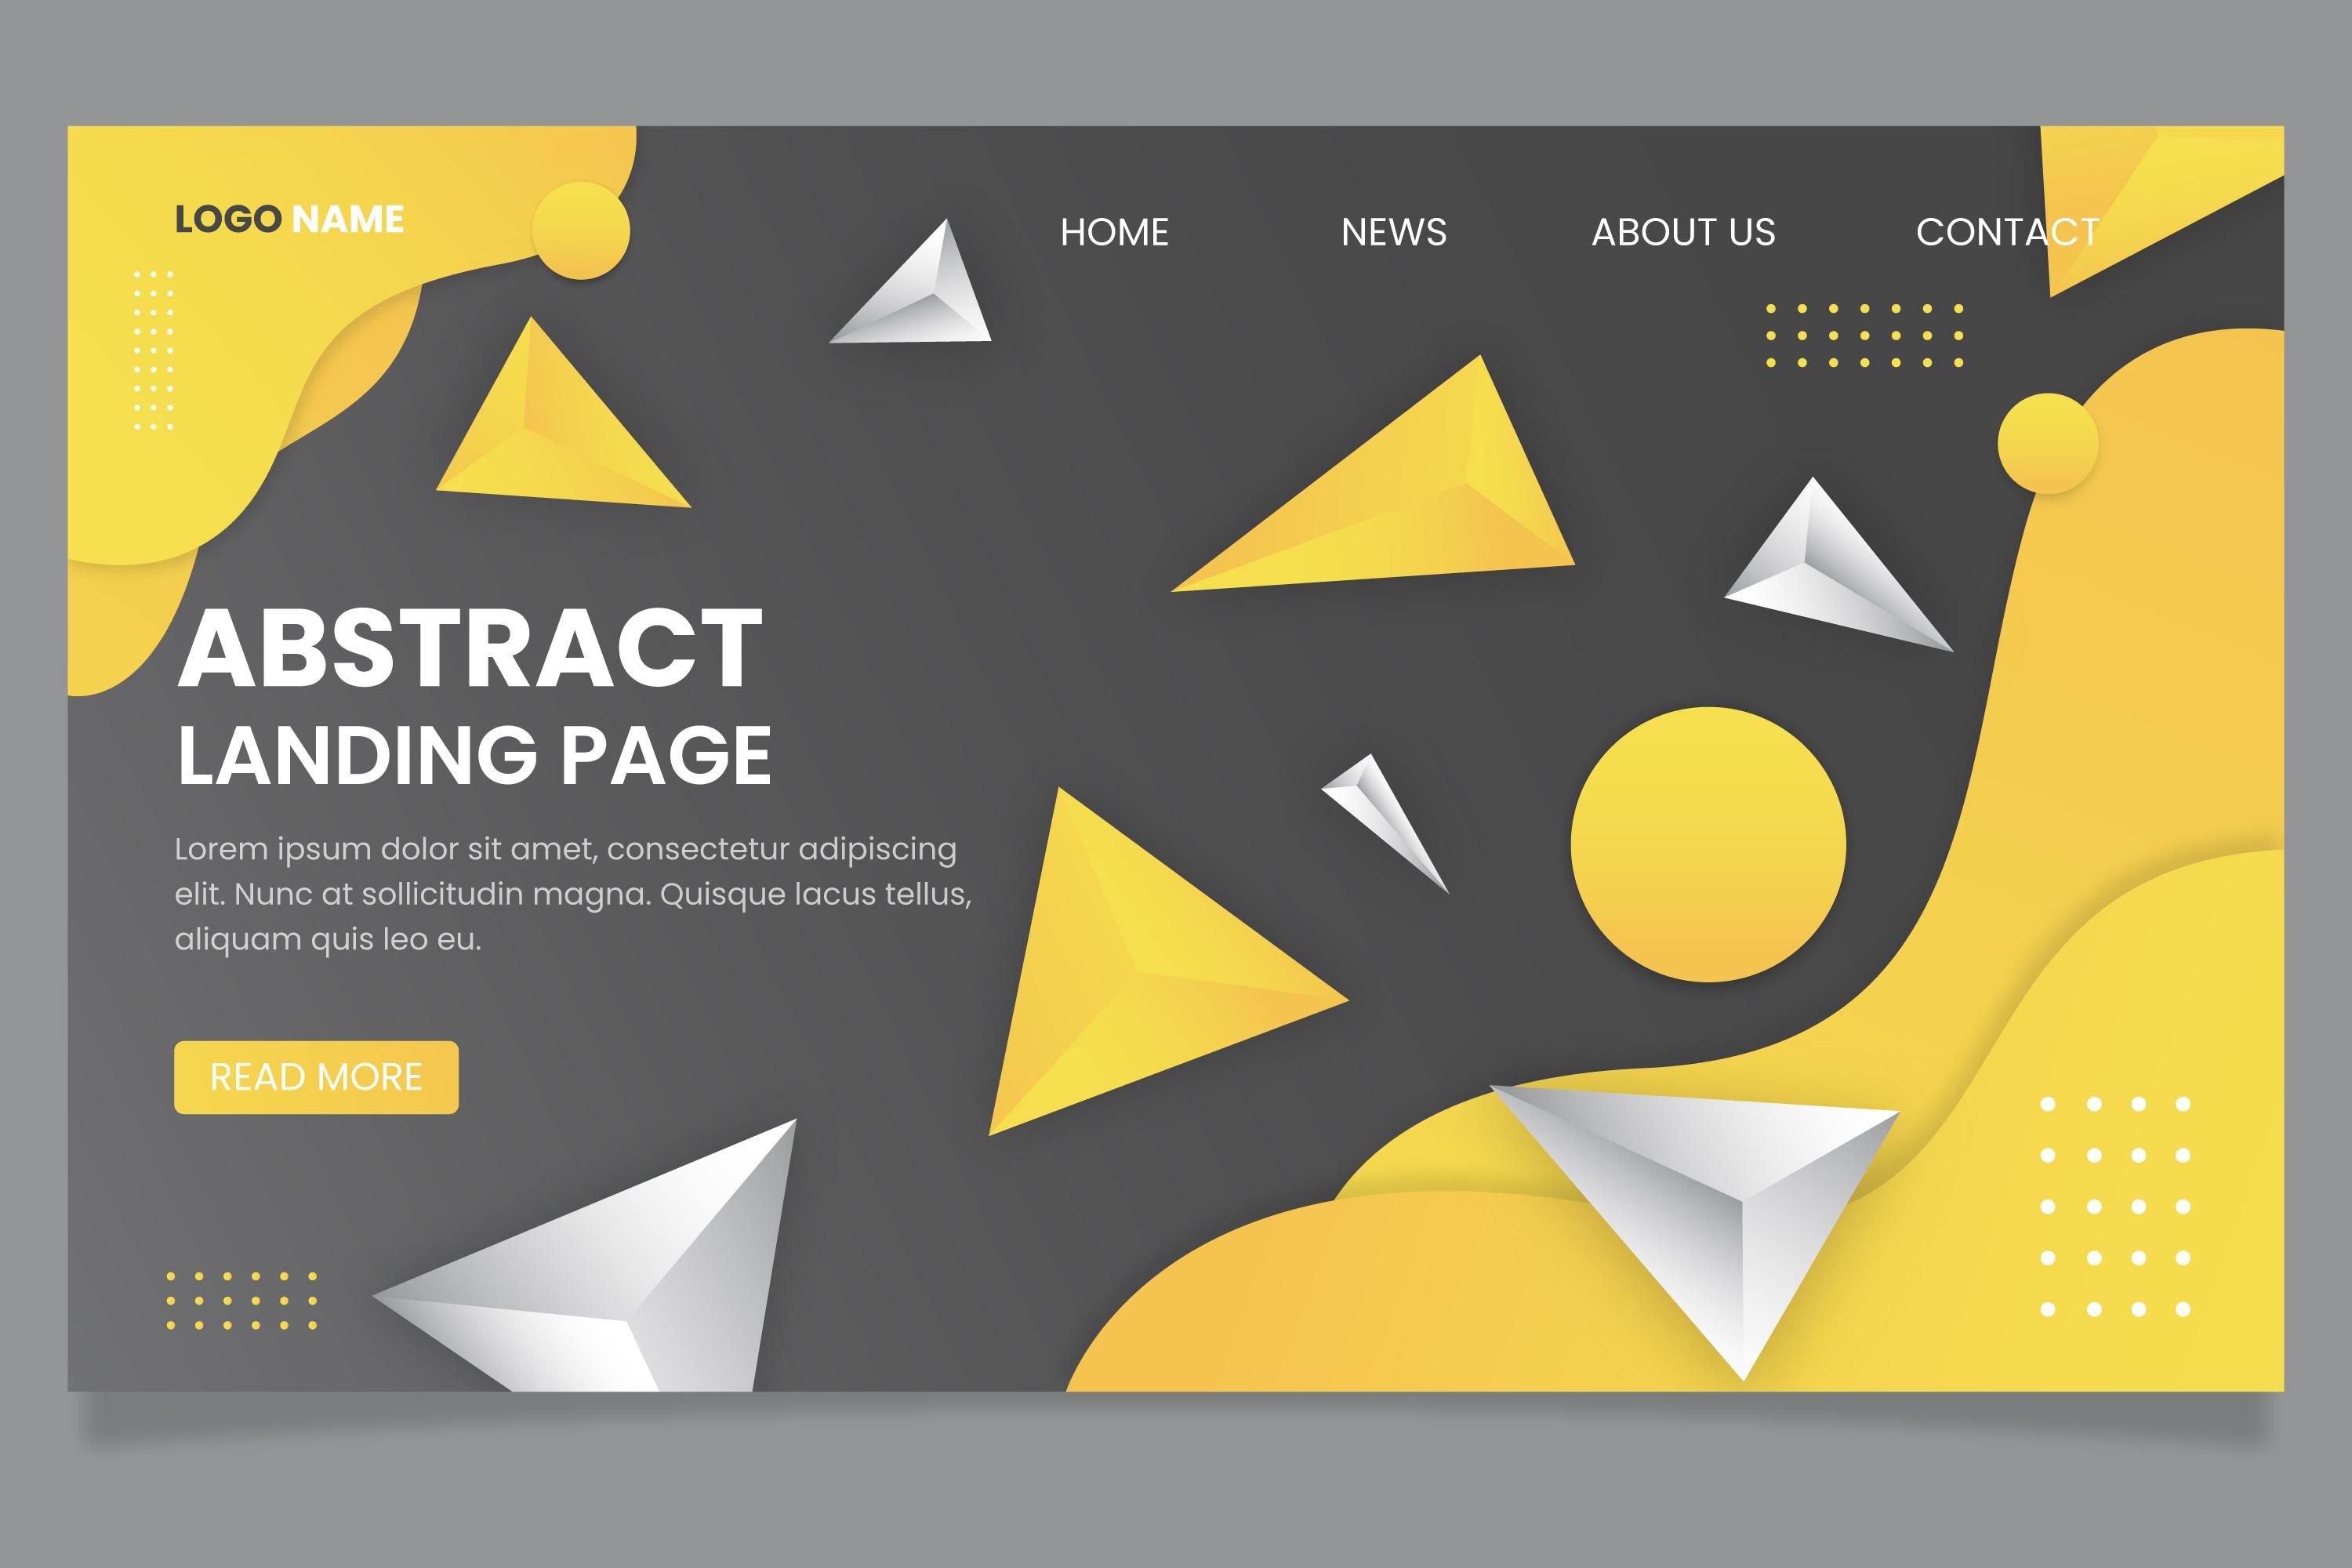 LOGO NAME
HOME NEWS ABOUT US CONTACT
ABSTRACT
LANDING PAGE
Lorem ipsum dolor sit amet, consectetur adipiscing
elit. Nunc at sollicitudin magna. Quisque lacus tellus,
aliquam quis leo eu.
READ MORE